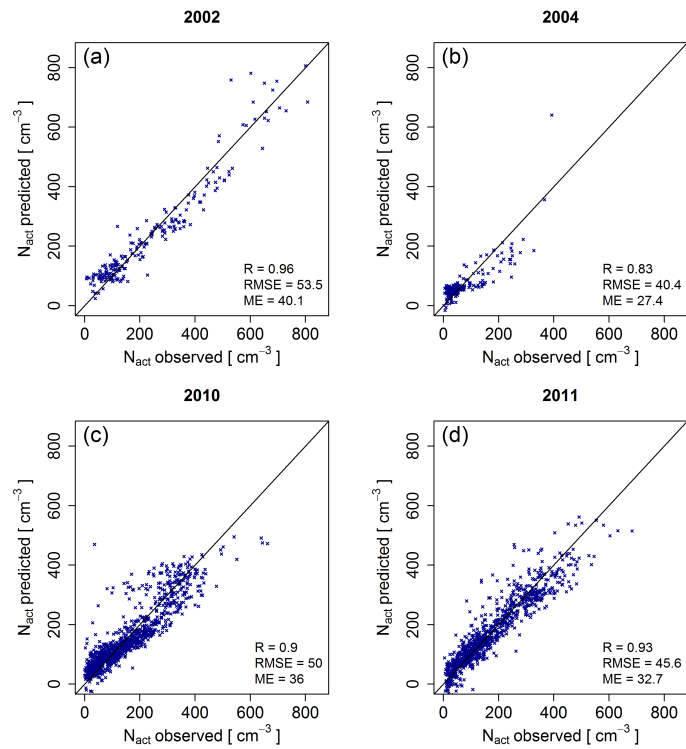 2002
(a)
N_act predicted [ cm⁻³ ]
800
600
400
200
0
R = 0.96
RMSE = 53.5
ME = 40.1
0 200 400 600 800
N_act observed [ cm⁻³ ]
2004
(b)
N_act predicted [ cm⁻³ ]
800
600
400
200
0
R = 0.83
RMSE = 40.4
ME = 27.4
0 200 400 600 800
N_act observed [ cm⁻³ ]
2010
(c)
N_act predicted [ cm⁻³ ]
800
600
400
200
0
R = 0.9
RMSE = 50
ME = 36
0 200 400 600 800
N_act observed [ cm⁻³ ]
2011
(d)
N_act predicted [ cm⁻³ ]
800
600
400
200
0
R = 0.93
RMSE = 45.6
ME = 32.7
0 200 400 600 800
N_act observed [ cm⁻³ ]